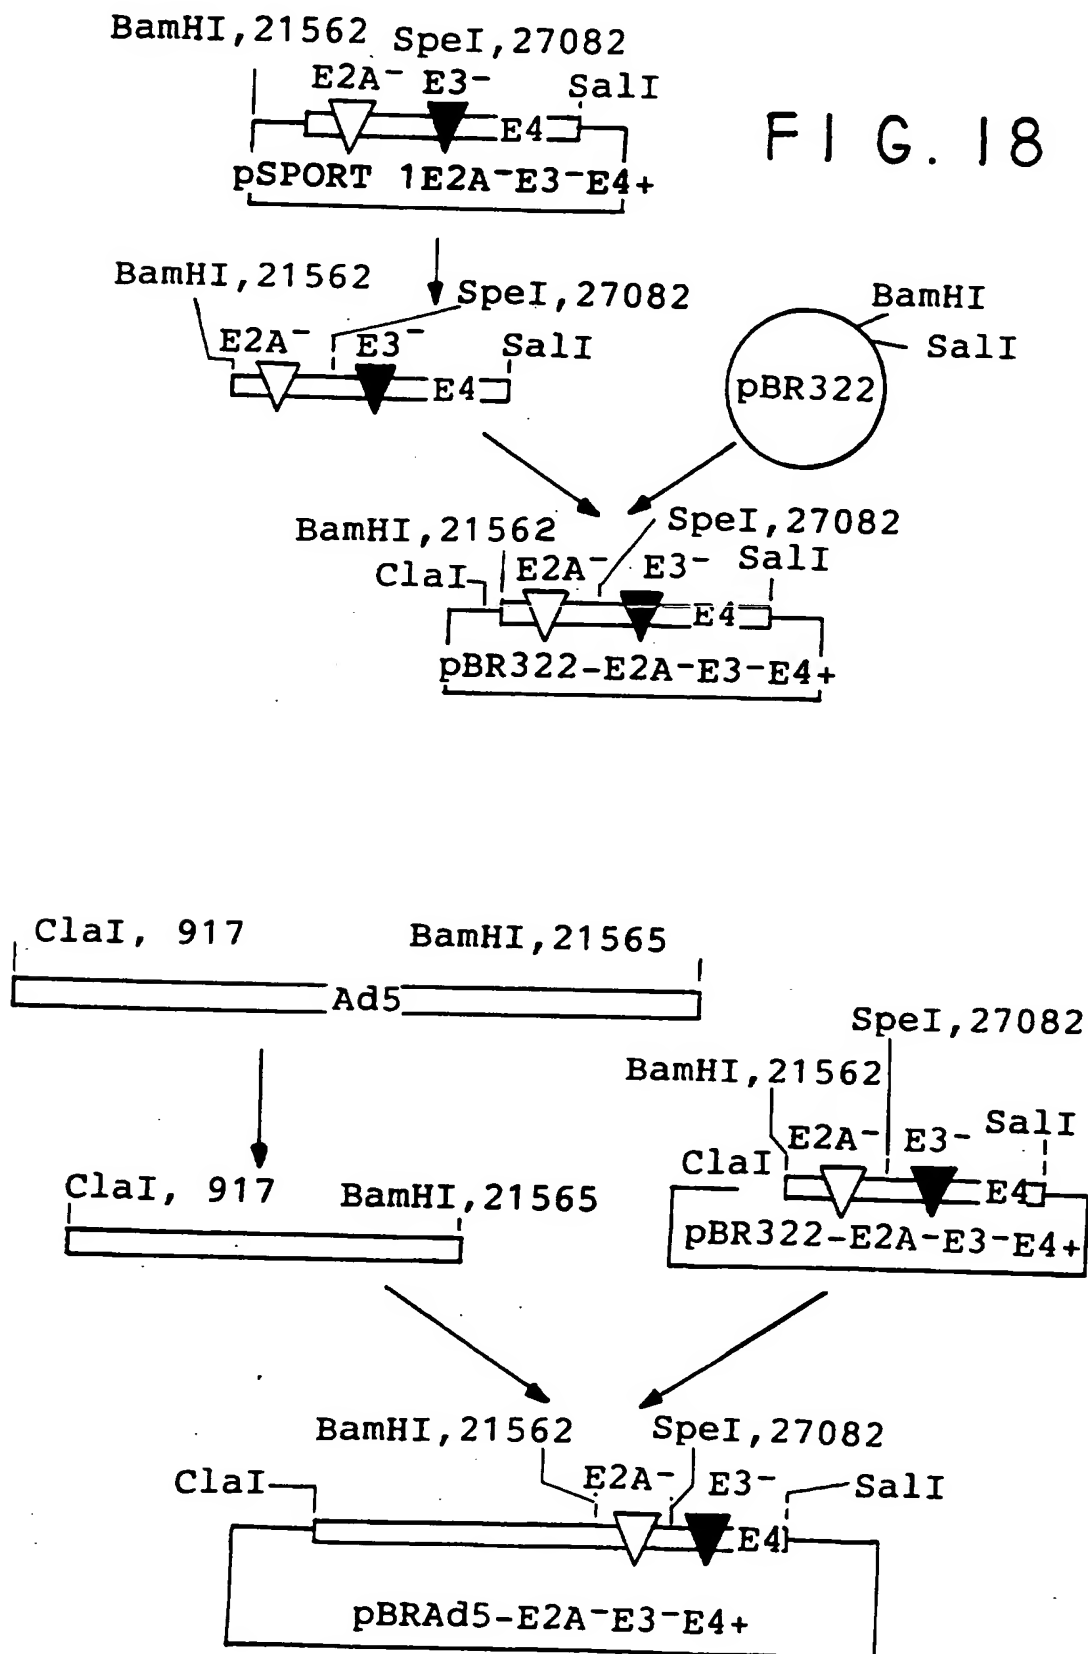 BamHI,21562 SpeI,27082
E2A⁻ E3⁻ SalI
FIG. 18
E4
pSPORT 1E2A⁻E3⁻E4+
BamHI,21562
SpeI,27082
BamHI
E2A⁻ E3⁻ SalI
SalI
E4
pBR322
BamHI,21562 SpeI,27082
ClaI E2A⁻ E3⁻ SalI
E4
pBR322-E2A⁻E3⁻E4+
ClaI, 917 BamHI,21565
Ad5
SpeI,27082
BamHI,21562
E2A⁻ E3⁻ SalI
ClaI
E4
pBR322-E2A⁻E3⁻E4+
ClaI, 917 BamHI,21565
BamHI,21562 SpeI,27082
ClaI E2A⁻ E3⁻ SalI
E4
pBRAd5-E2A⁻E3⁻E4+